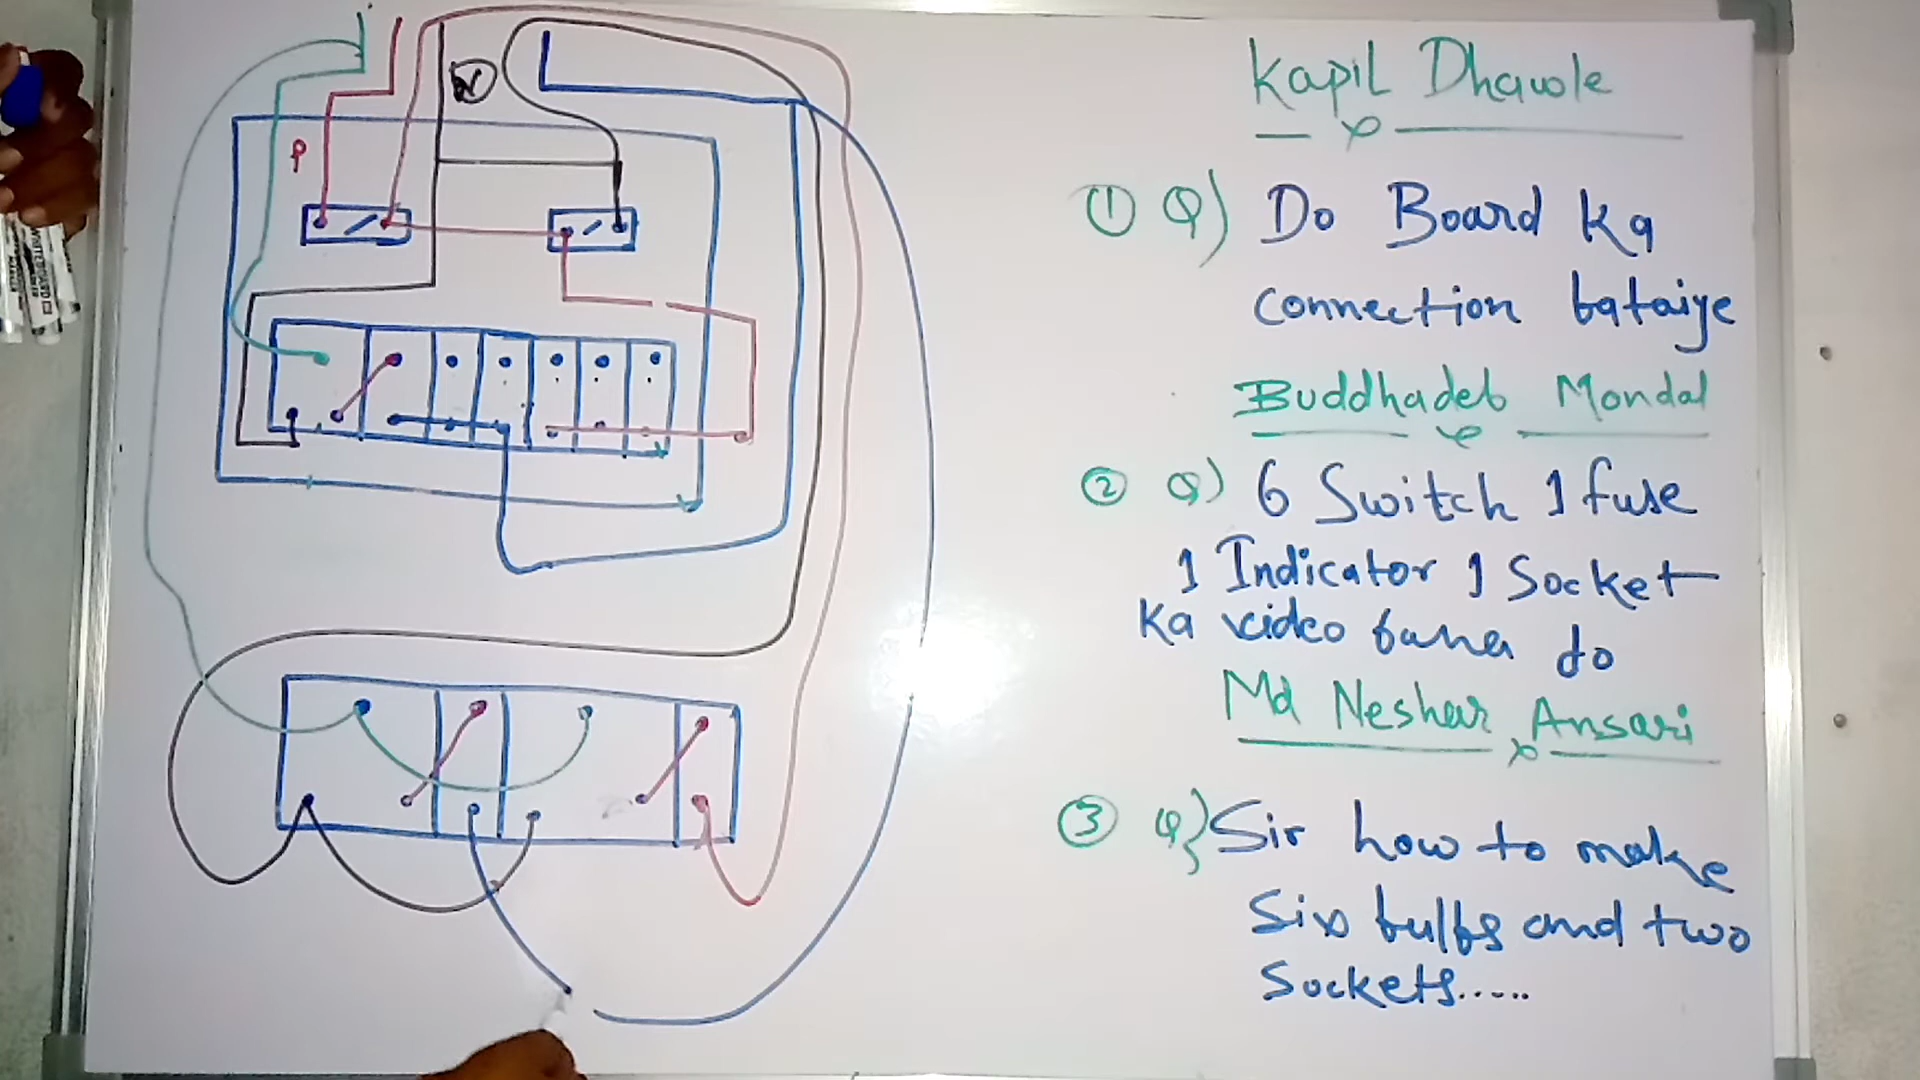 N
P
Kapil Dhawole
① Q) Do Board Ka
connection bataiye
Buddhadeb Mondal
② Q) 6 Switch 1 fuse
1 Indicator 1 Socket
Ka video bana do
Md Neshar Ansari
③ Q} Sir how to make
Six bulbs and two
Sockets.....